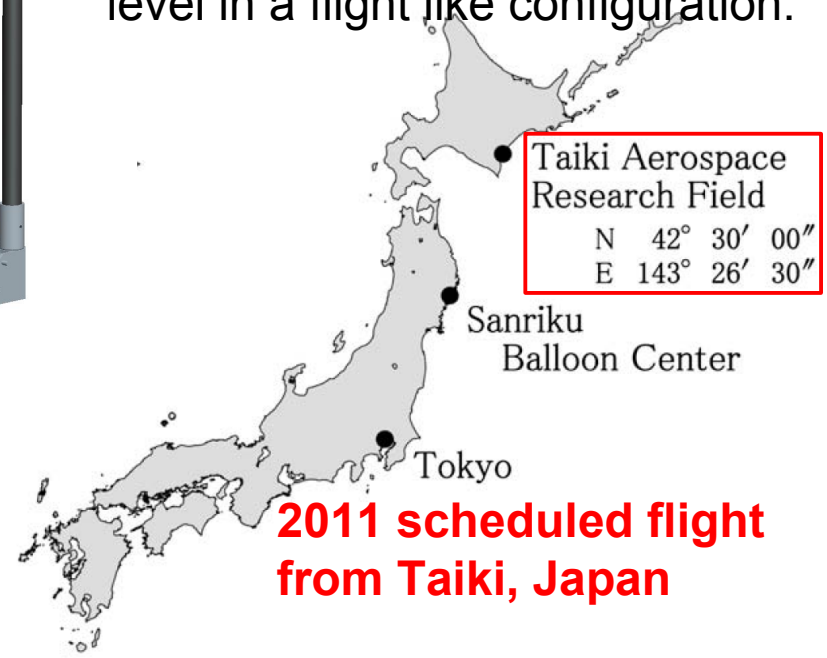 level in a flight like configuration.
Taiki Aerospace
Research Field
N 42° 30′ 00″
E 143° 26′ 30″
Sanriku
Balloon Center
Tokyo
2011 scheduled flight
from Taiki, Japan